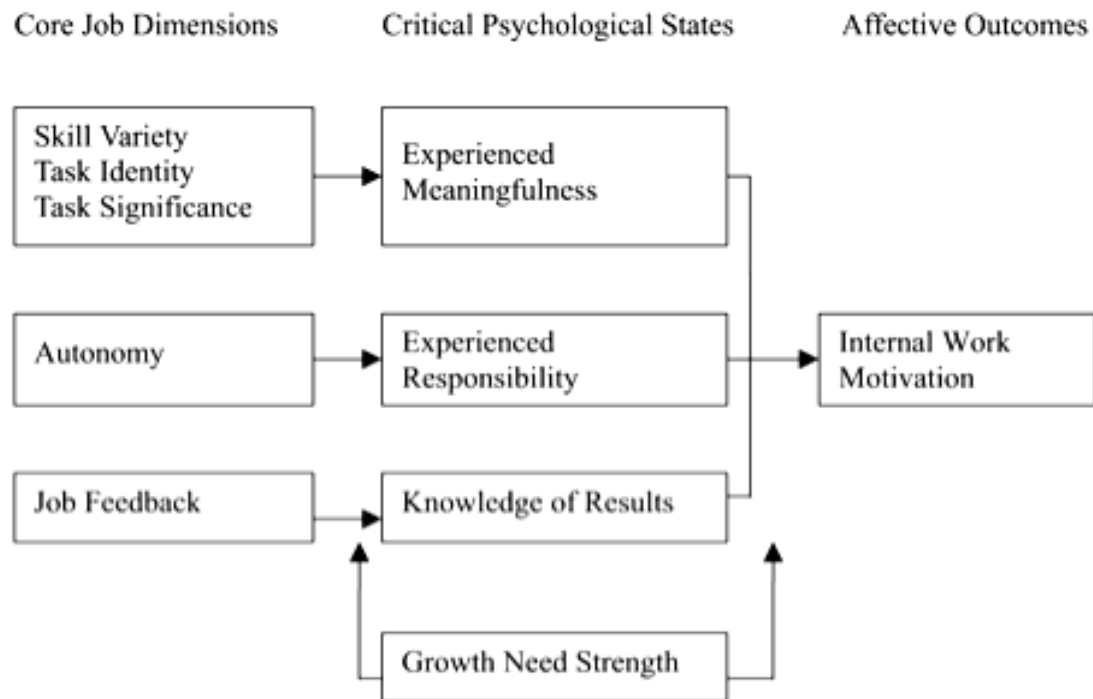 Core Job Dimensions
Critical Psychological States
Affective Outcomes
Skill Variety
Task Identity
Task Significance
Experienced
Meaningfulness
Autonomy
Experienced
Responsibility
Internal Work
Motivation
Job Feedback
Knowledge of Results
Growth Need Strength